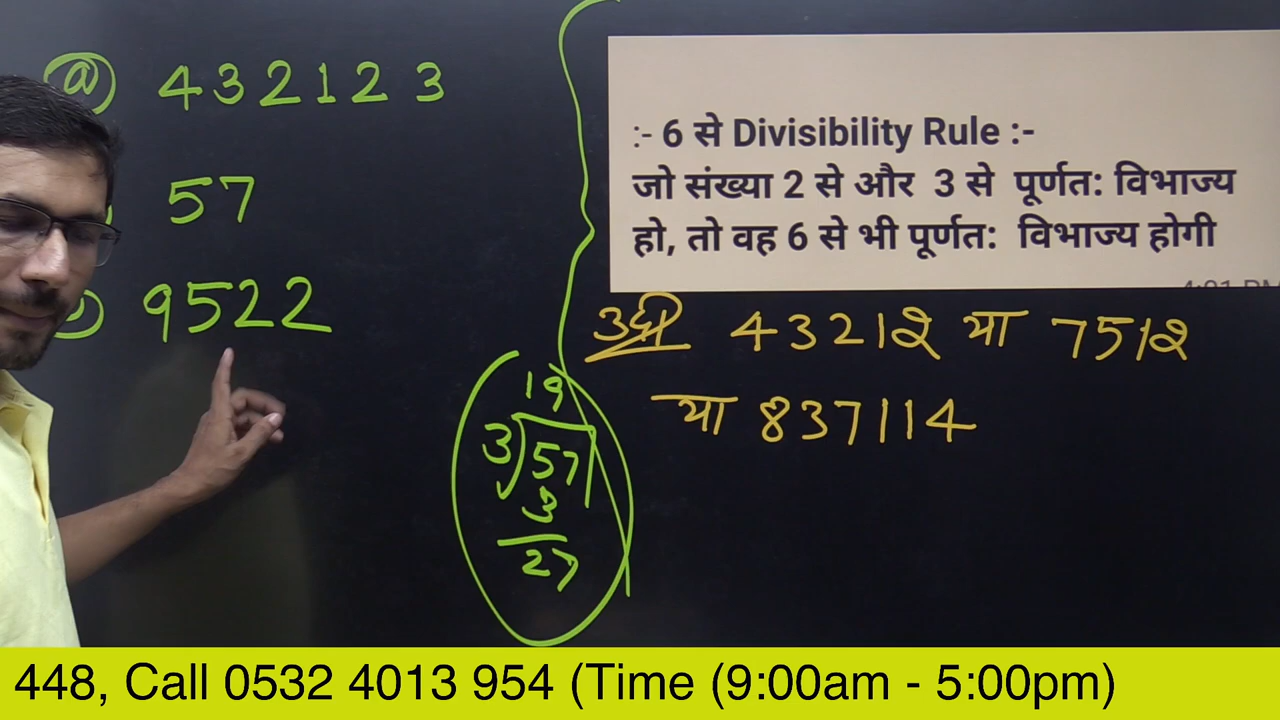 a 432123
57
9522
:- 6 से Divisibility Rule :-
जो संख्या 2 से और 3 से पूर्णत: विभाज्य
हो, तो वह 6 से भी पूर्णत: विभाज्य होगी
43212 या 7512
या 837114
19
3 57
3
27
448, Call 0532 4013 954 (Time (9:00am - 5:00pm)